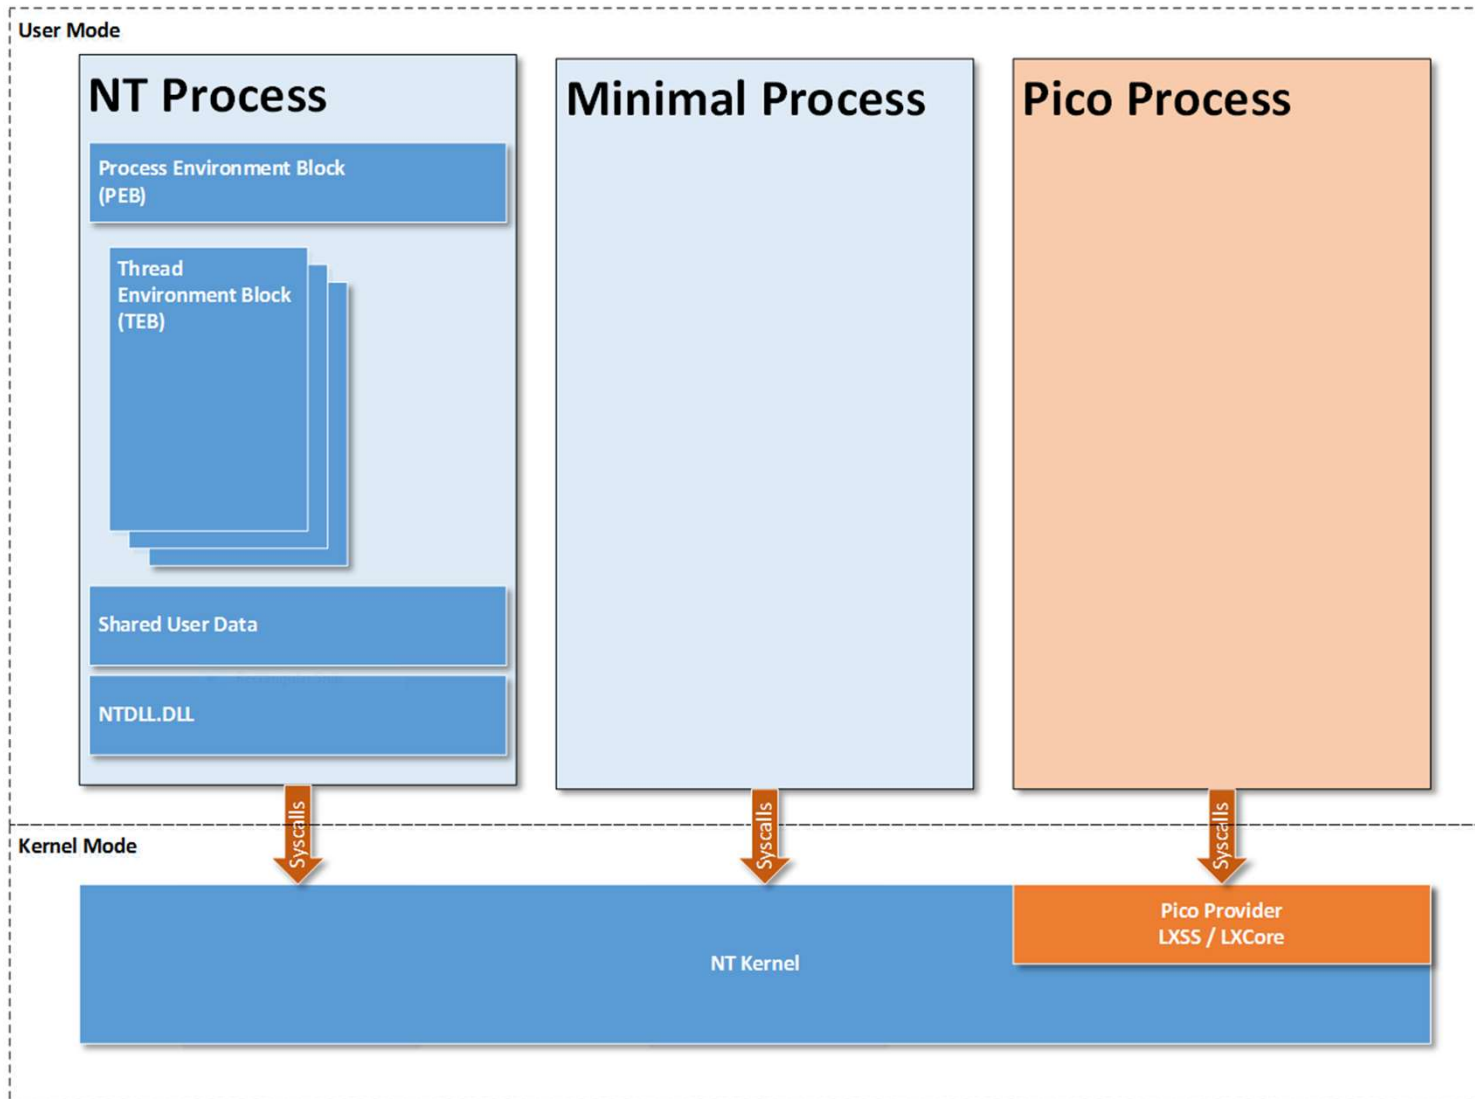 User Mode
NT Process
Process Environment Block
(PEB)
Thread
Environment Block
(TEB)
Shared User Data
NTDLL.DLL
Minimal Process
Pico Process
Syscalls
Syscalls
Syscalls
Kernel Mode
Pico Provider
LXSS / LXCore
NT Kernel